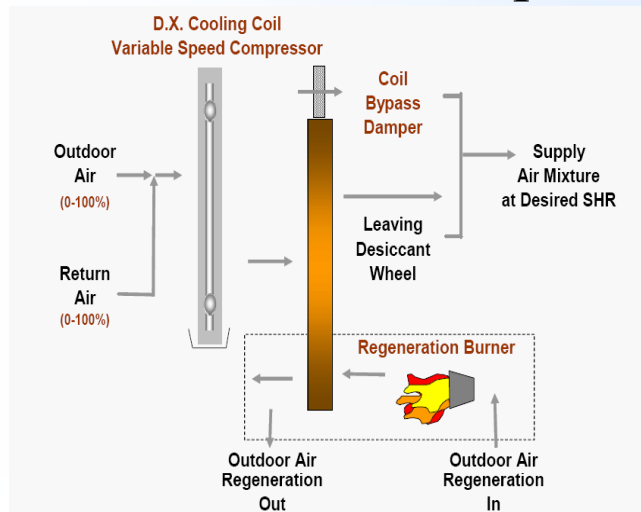 D.X. Cooling Coil
Variable Speed Compressor
Coil
Bypass
Damper
Outdoor
Air
(0-100%)
Supply
Air Mixture
at Desired SHR
Leaving
Desiccant
Wheel
Return
Air
(0-100%)
Regeneration Burner
Outdoor Air
Regeneration
Out
Outdoor Air
Regeneration
In